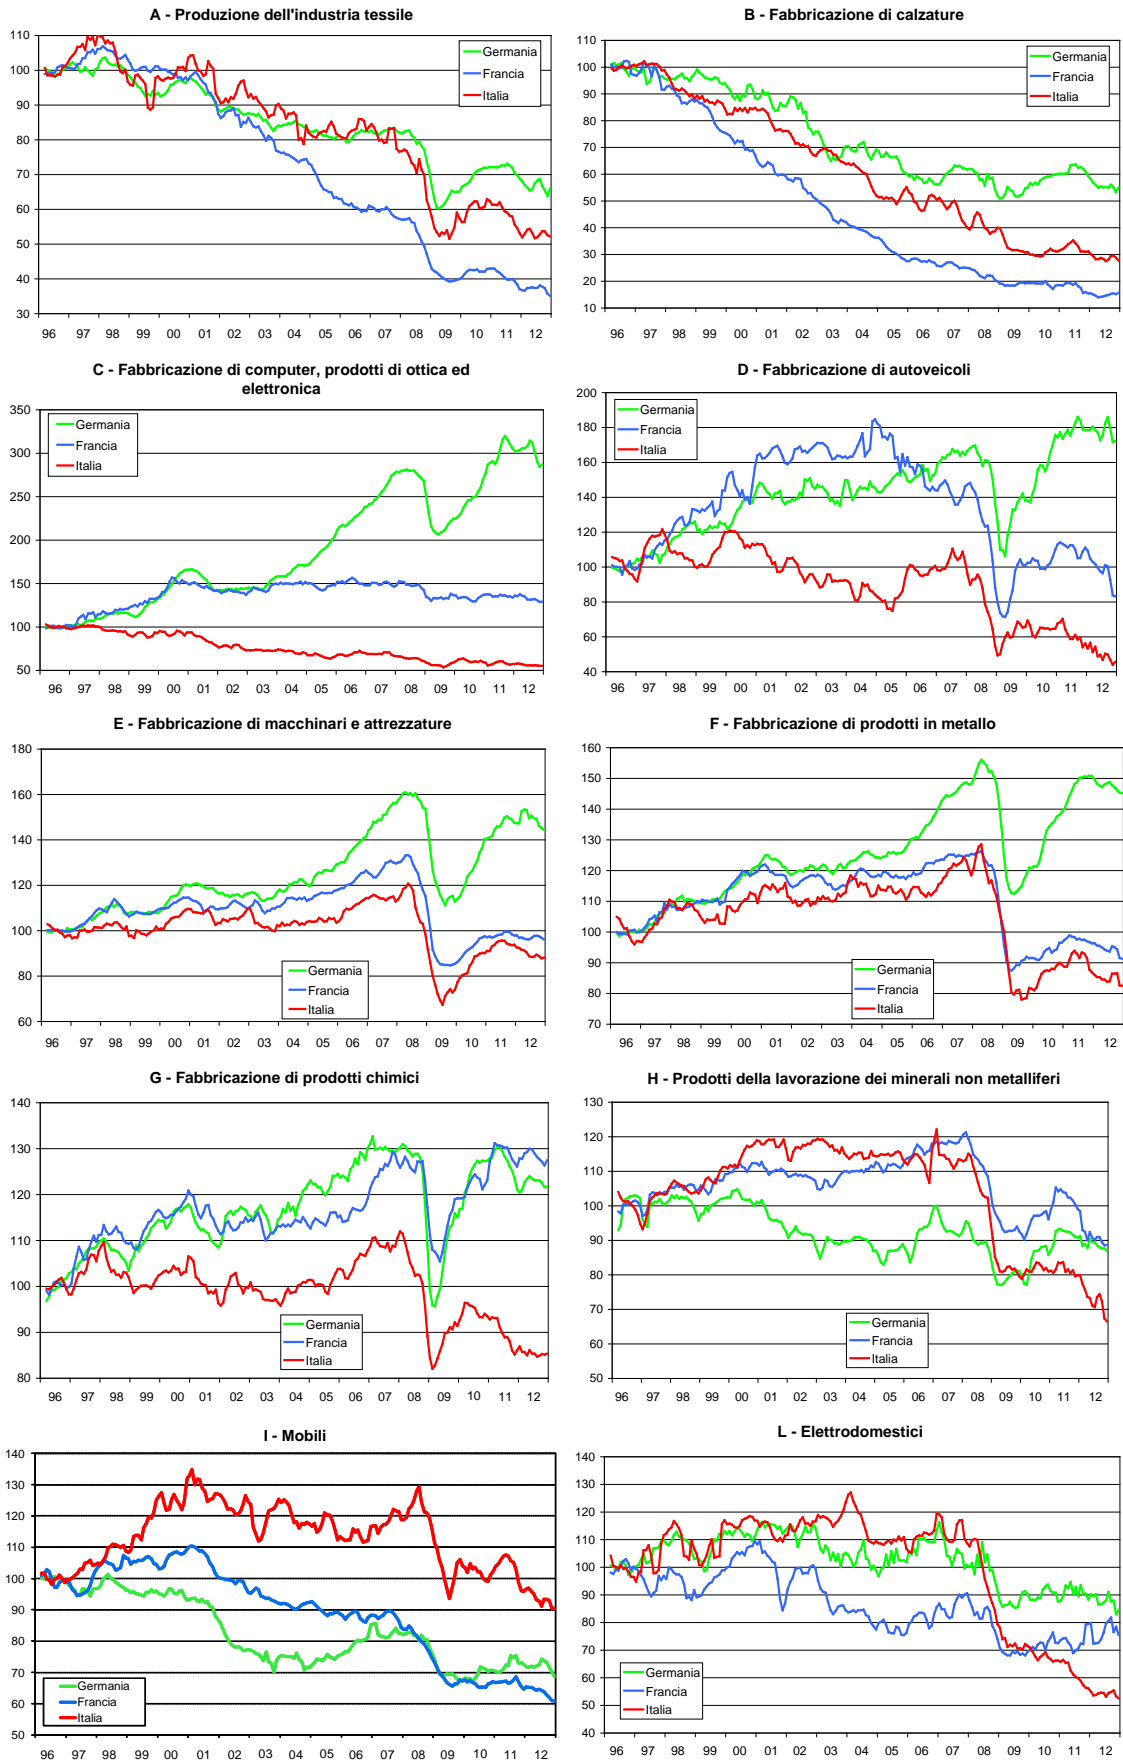 A - Produzione dell'industria tessile
110
100
90
80
70
60
50
40
30
96 97 98 99 00 01 02 03 04 05 06 07 08 09 10 11 12
Germania
Francia
Italia
B - Fabbricazione di calzature
110
100
90
80
70
60
50
40
30
20
10
96 97 98 99 00 01 02 03 04 05 06 07 08 09 10 11 12
Germania
Francia
Italia
C - Fabbricazione di computer, prodotti di ottica ed
elettronica
350
300
250
200
150
100
50
96 97 98 99 00 01 02 03 04 05 06 07 08 09 10 11 12
Germania
Francia
Italia
D - Fabbricazione di autoveicoli
200
180
160
140
120
100
80
60
40
96 97 98 99 00 01 02 03 04 05 06 07 08 09 10 11 12
Germania
Francia
Italia
E - Fabbricazione di macchinari e attrezzature
180
160
140
120
100
80
60
96 97 98 99 00 01 02 03 04 05 06 07 08 09 10 11 12
Germania
Francia
Italia
F - Fabbricazione di prodotti in metallo
160
150
140
130
120
110
100
90
80
70
96 97 98 99 00 01 02 03 04 05 06 07 08 09 10 11 12
Germania
Francia
Italia
G - Fabbricazione di prodotti chimici
140
130
120
110
100
90
80
96 97 98 99 00 01 02 03 04 05 06 07 08 09 10 11 12
Germania
Francia
Italia
H - Prodotti della lavorazione dei minerali non metalliferi
130
120
110
100
90
80
70
60
50
96 97 98 99 00 01 02 03 04 05 06 07 08 09 10 11 12
Germania
Francia
Italia
I - Mobili
140
130
120
110
100
90
80
70
60
50
96 97 98 99 00 01 02 03 04 05 06 07 08 09 10 11 12
Germania
Francia
Italia
L - Elettrodomestici
140
130
120
110
100
90
80
70
60
50
40
96 97 98 99 00 01 02 03 04 05 06 07 08 09 10 11 12
Germania
Francia
Italia